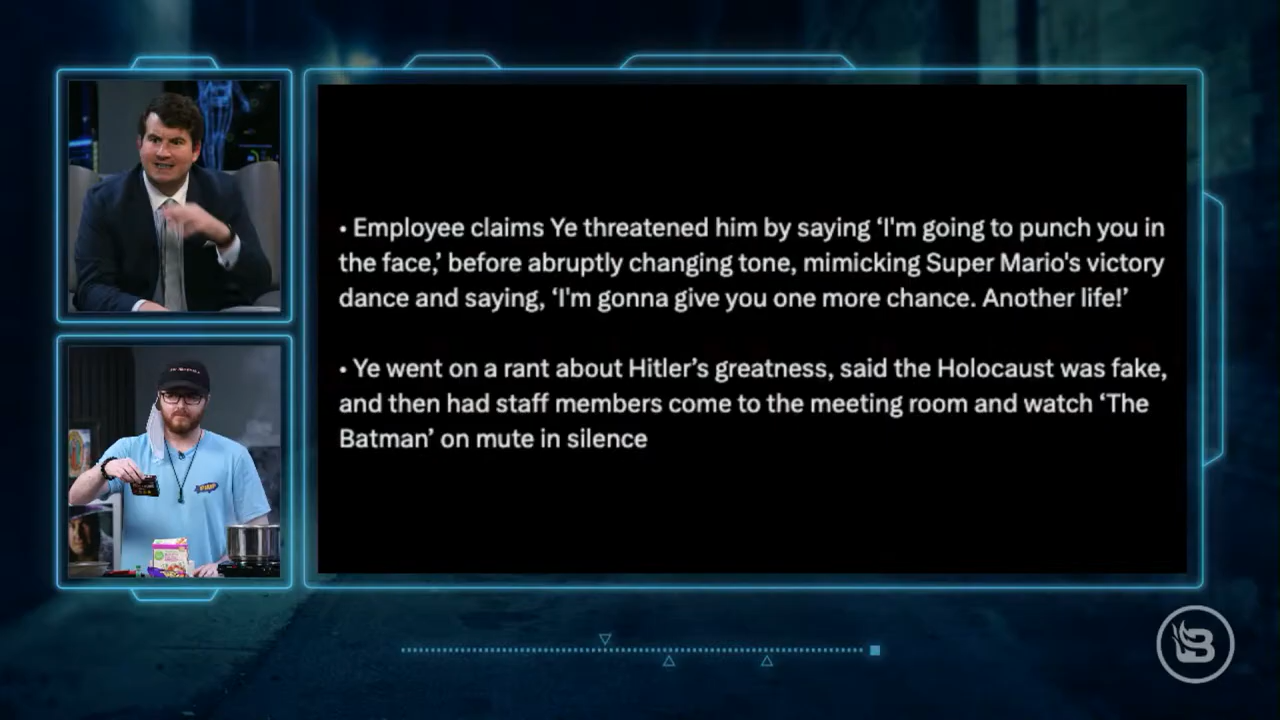 • Employee claims Ye threatened him by saying ‘I'm going to punch you in
the face,’ before abruptly changing tone, mimicking Super Mario's victory
dance and saying, ‘I'm gonna give you one more chance. Another life!’
• Ye went on a rant about Hitler’s greatness, said the Holocaust was fake,
and then had staff members come to the meeting room and watch ‘The
Batman’ on mute in silence
B